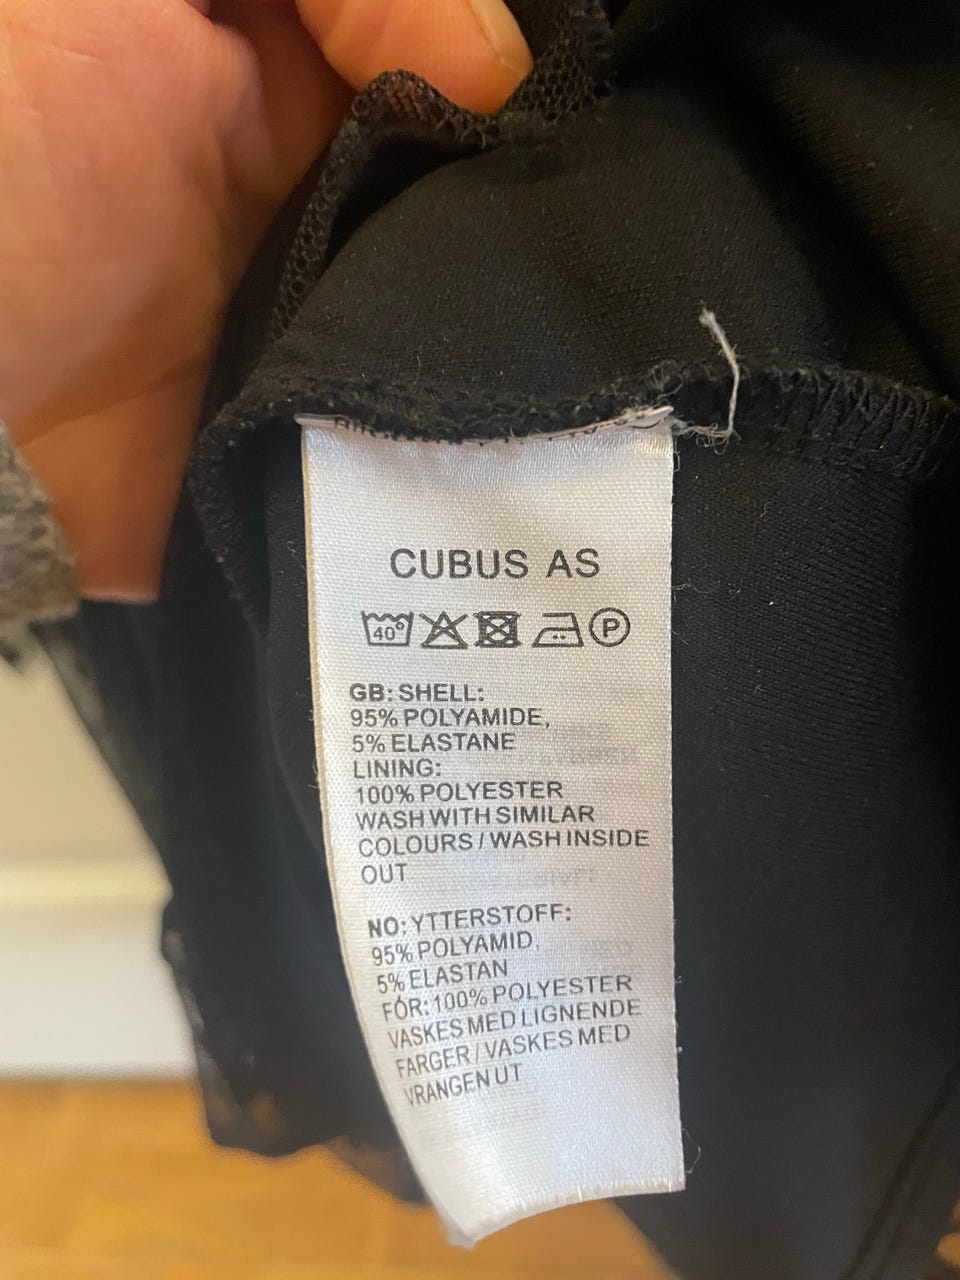 CUBUS AS
40° P
GB: SHELL:
95% POLYAMIDE,
5% ELASTANE
LINING:
100% POLYESTER
WASH WITH SIMILAR
COLOURS / WASH INSIDE
OUT
NO: YTTERSTOFF:
95% POLYAMID,
5% ELASTAN
FÓR: 100% POLYESTER
VASKES MED LIGNENDE
FARGER / VASKES MED
VRANGEN UT